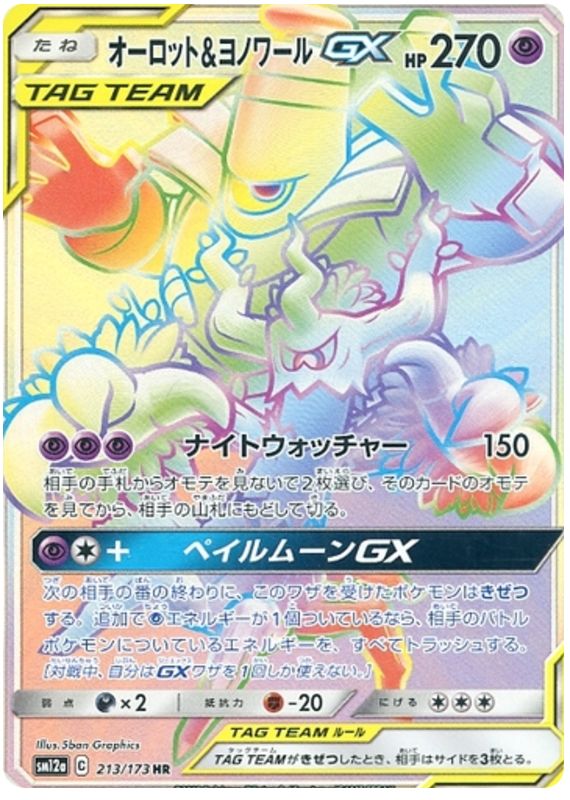 たね オーロット&ヨノワールGX HP270
TAG TEAM
ナイトウォッチャー 150
相手の手札からオモテを見ないで2枚選び、そのカードのオモテ
を見てから、相手の山札にもどして切る。
+ ペイルムーンGX
次の相手の番の終わりに、このワザを受けたポケモンはきぜつ
する。追加で エネルギーが1個ついているなら、相手のバトル
ポケモンについているエネルギーを、すべてトラッシュする。
[対戦中、自分はGXワザを1回しか使えない。]
弱点 ×2 抵抗力 -20 にげる
TAG TEAM ルール
Illus. 5ban Graphics
TAG TEAMがきぜつしたとき、相手はサイドを3枚とる。
sm12a C 213/173 HR